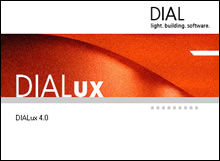 DIAL
light. building. software.
DIALux
DIALux 4.0